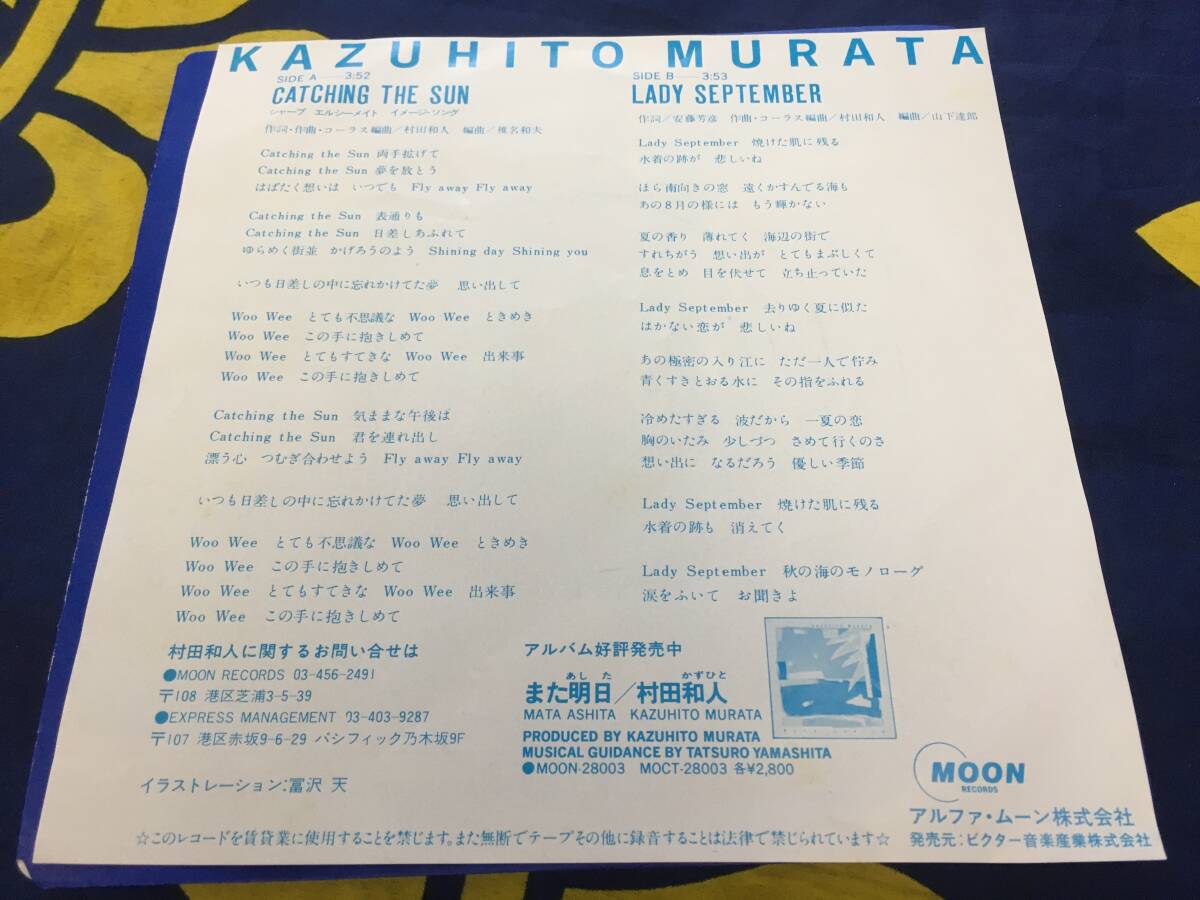 KAZUHITO MURATA
SIDE A——3:52
CATCHING THE SUN
シャープ エルシーメイト イメージ・ソング
作詞・作曲・コーラス編曲/村田和人 編曲/椎名和夫
Catching the Sun 両手拡げて
Catching the Sun 夢を放とう
はばたく想いは いつでも Fly away Fly away
Catching the Sun 表通りも
Catching the Sun 日差しあふれて
ゆらめく街並 かげろうのよう Shining day Shining you
いつも日差しの中に忘れかけてた夢 思い出して
Woo Wee とても不思議な Woo Wee ときめき
Woo Wee この手に抱きしめて
Woo Wee とてもすてきな Woo Wee 出来事
Woo Wee この手に抱きしめて
Catching the Sun 気ままな午後は
Catching the Sun 君を連れ出し
漂う心 つむぎ合わせよう Fly away Fly away
いつも日差しの中に忘れかけてた夢 思い出して
Woo Wee とても不思議な Woo Wee ときめき
Woo Wee この手に抱きしめて
Woo Wee とてもすてきな Woo Wee 出来事
Woo Wee この手に抱きしめて
SIDE B——3:53
LADY SEPTEMBER
作詞/安藤芳彦 作曲・コーラス編曲/村田和人 編曲/山下達郎
Lady September 焼けた肌に残る
水着の跡が 悲しいね
ほら南向きの窓 遠くかすんでる海も
あの8月の様には もう輝かない
夏の香り 薄れてく 海辺の街で
すれちがう 想い出が とてもまぶしくて
息をとめ 目を伏せて 立ち止っていた
Lady September 去りゆく夏に似た
はかない恋が 悲しいね
あの極密の入り江に ただ一人で佇み
青くすきとおる水に その指をふれる
冷めたすぎる 波だから 一夏の恋
胸のいたみ 少しづつ さめて行くのさ
想い出に なるだろう 優しい季節
Lady September 焼けた肌に残る
水着の跡も 消えてく
Lady September 秋の海のモノローグ
涙をふいて お聞きよ
村田和人に関するお問い合せは
●MOON RECORDS 03-456-2491
〒108 港区芝浦3-5-39
●EXPRESS MANAGEMENT 03-403-9287
〒107 港区赤坂9-6-29 パシフィック乃木坂9F
イラストレーション:冨沢 天
アルバム好評発売中
あした かずひと
また明日/村田和人
MATA ASHITA KAZUHITO MURATA
PRODUCED BY KAZUHITO MURATA
MUSICAL GUIDANCE BY TATSURO YAMASHITA
●MOON-28003 MOCT-28003 各¥2,800
KAZUHITO MURATA
MOON
RECORDS
アルファ・ムーン株式会社
発売元:ビクター音楽産業株式会社
☆このレコードを賃貸業に使用することを禁じます。また無断でテープその他に録音することは法律で禁じられています☆